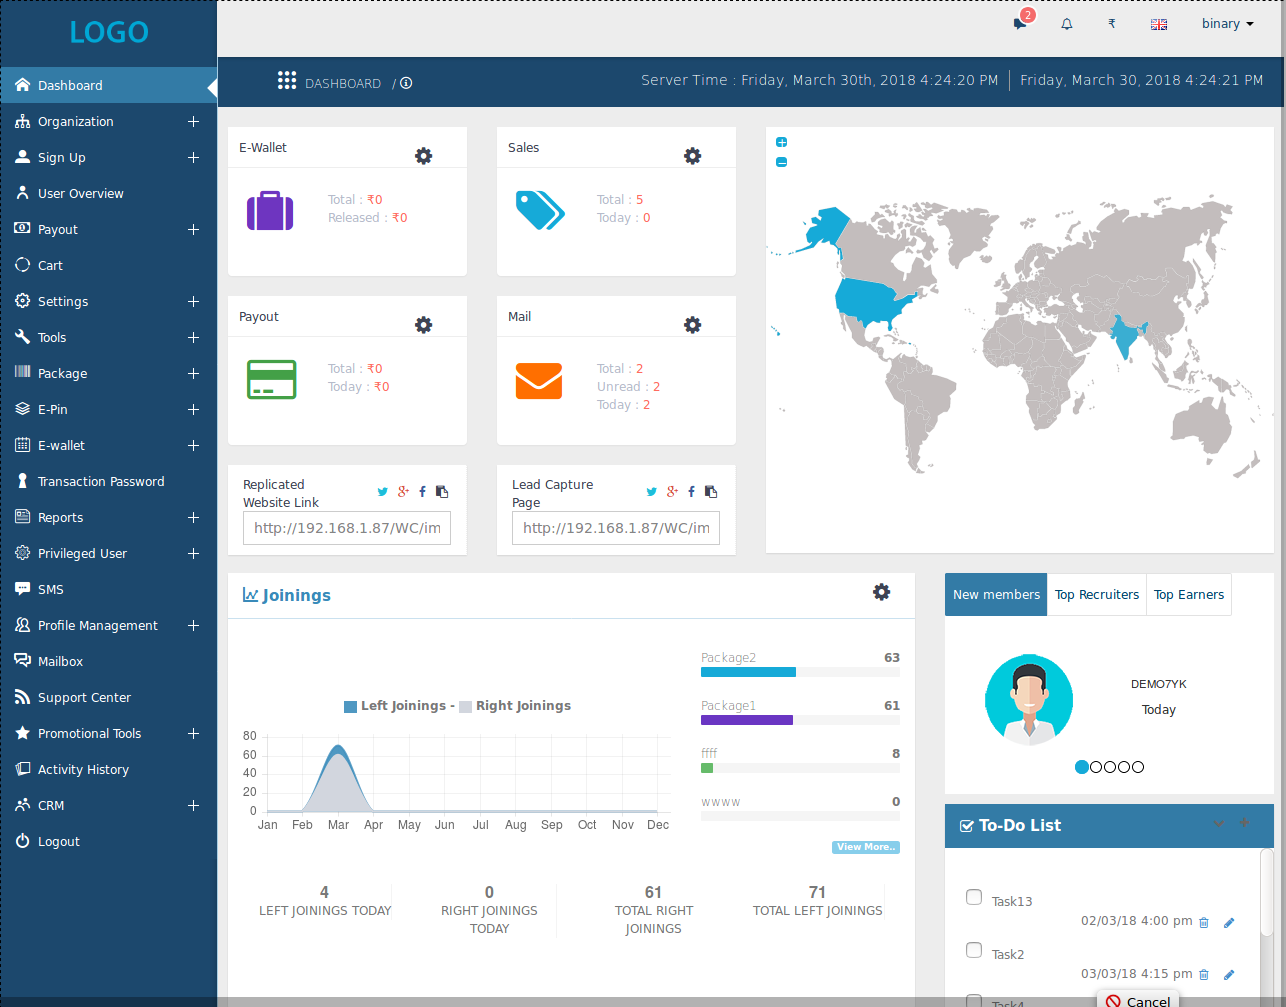 LOGO
2
binary
Dashboard
Organization
Sign Up
User Overview
Payout
Cart
Settings
Tools
Package
E-Pin
E-wallet
Transaction Password
Reports
Privileged User
SMS
Profile Management
Mailbox
Support Center
Promotional Tools
Activity History
CRM
Logout
DASHBOARD /
Server Time : Friday, March 30th, 2018 4:24:20 PM
Friday, March 30, 2018 4:24:21 PM
E-Wallet
Total : ₹0
Released : ₹0
Sales
Total : 5
Today : 0
Payout
Total : ₹0
Today : ₹0
Mail
Total : 2
Unread : 2
Today : 2
Replicated
Website Link
http://192.168.1.87/WC/im
Lead Capture
Page
http://192.168.1.87/WC/im
Joinings
Left Joinings - Right Joinings
80
60
40
20
0
Jan Feb Mar Apr May Jun Jul Aug Sep Oct Nov Dec
Package2 63
Package1 61
ffff 8
wwww 0
View More..
4
LEFT JOININGS TODAY
0
RIGHT JOININGS
TODAY
61
TOTAL RIGHT
JOININGS
71
TOTAL LEFT JOININGS
New members Top Recruiters Top Earners
DEMO7YK
Today
To-Do List
Task13
02/03/18 4:00 pm
Task2
03/03/18 4:15 pm
Task4
Cancel